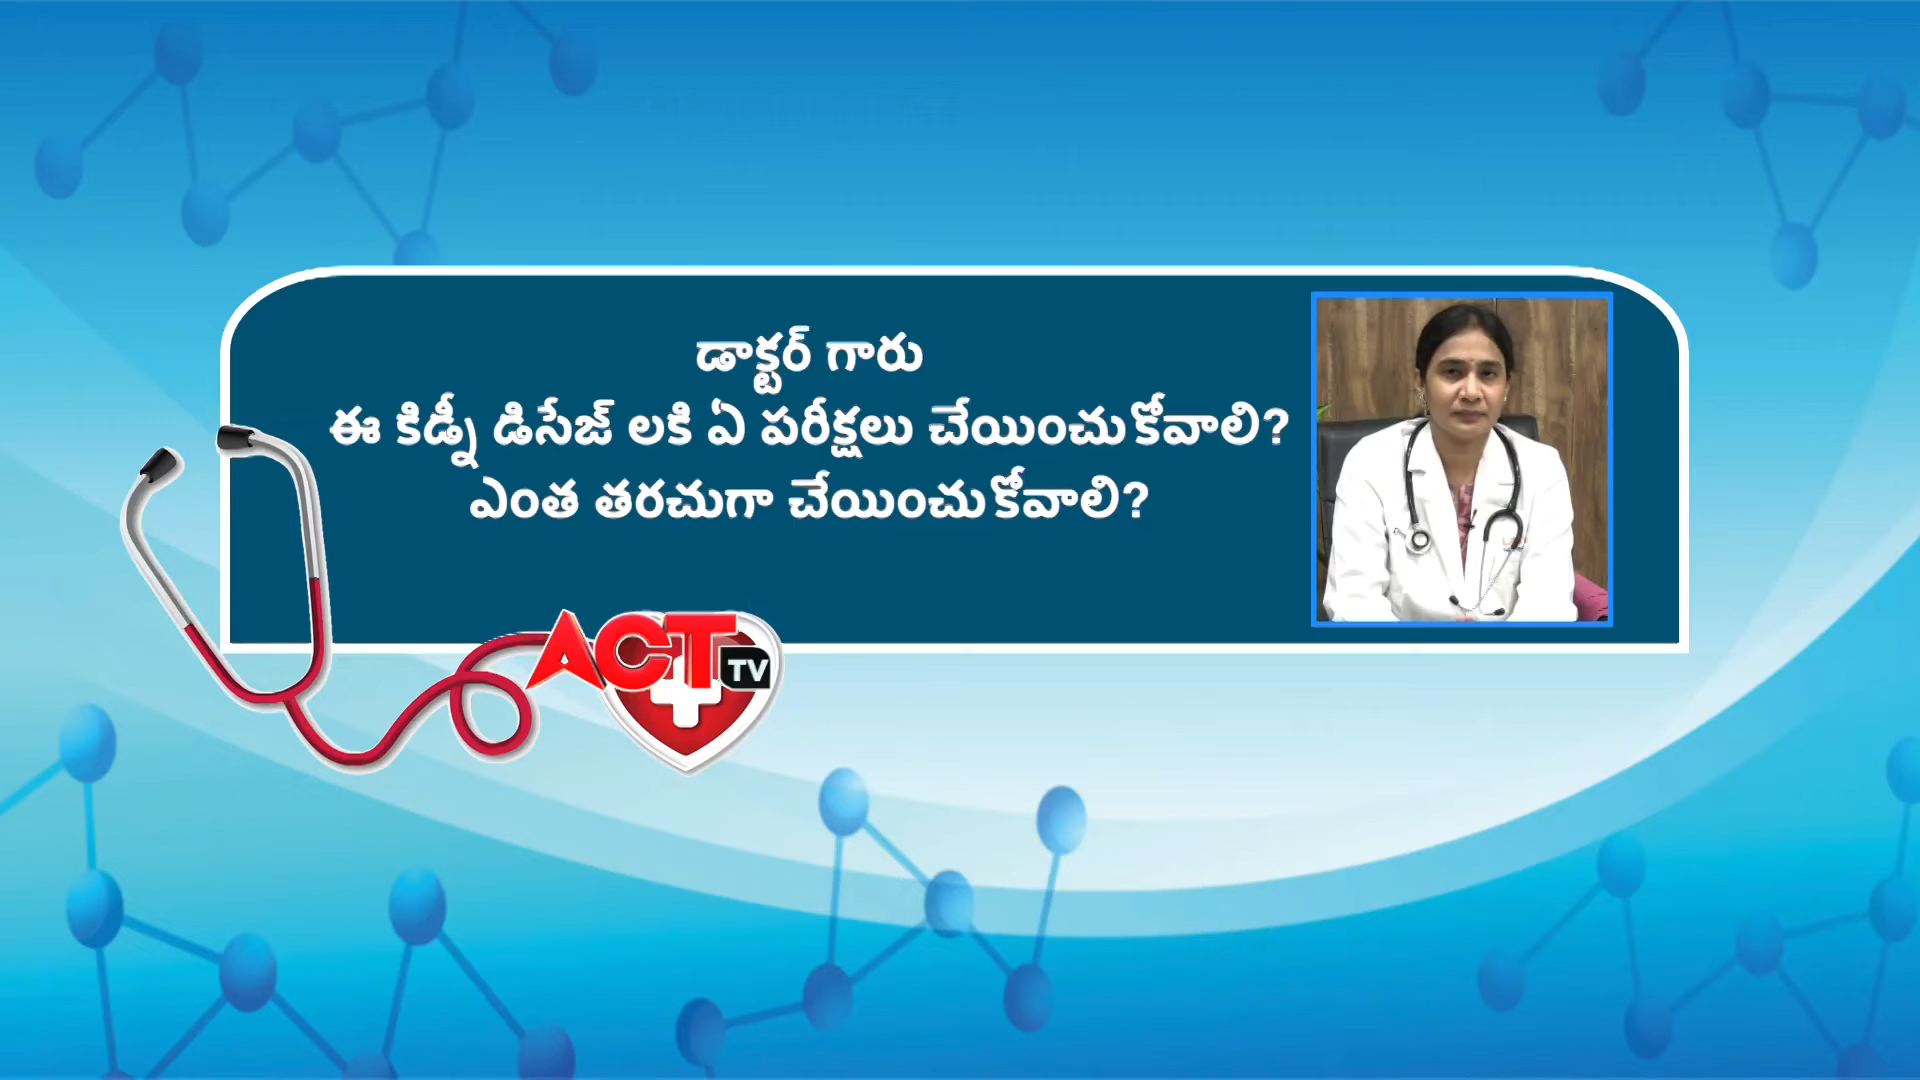 డాక్టర్ గారు
ఈ కిడ్నీ డిసేజ్ లకి ఏ పరీక్షలు చేయించుకోవాలి?
ఎంత తరచుగా చేయించుకోవాలి?
ACT
TV